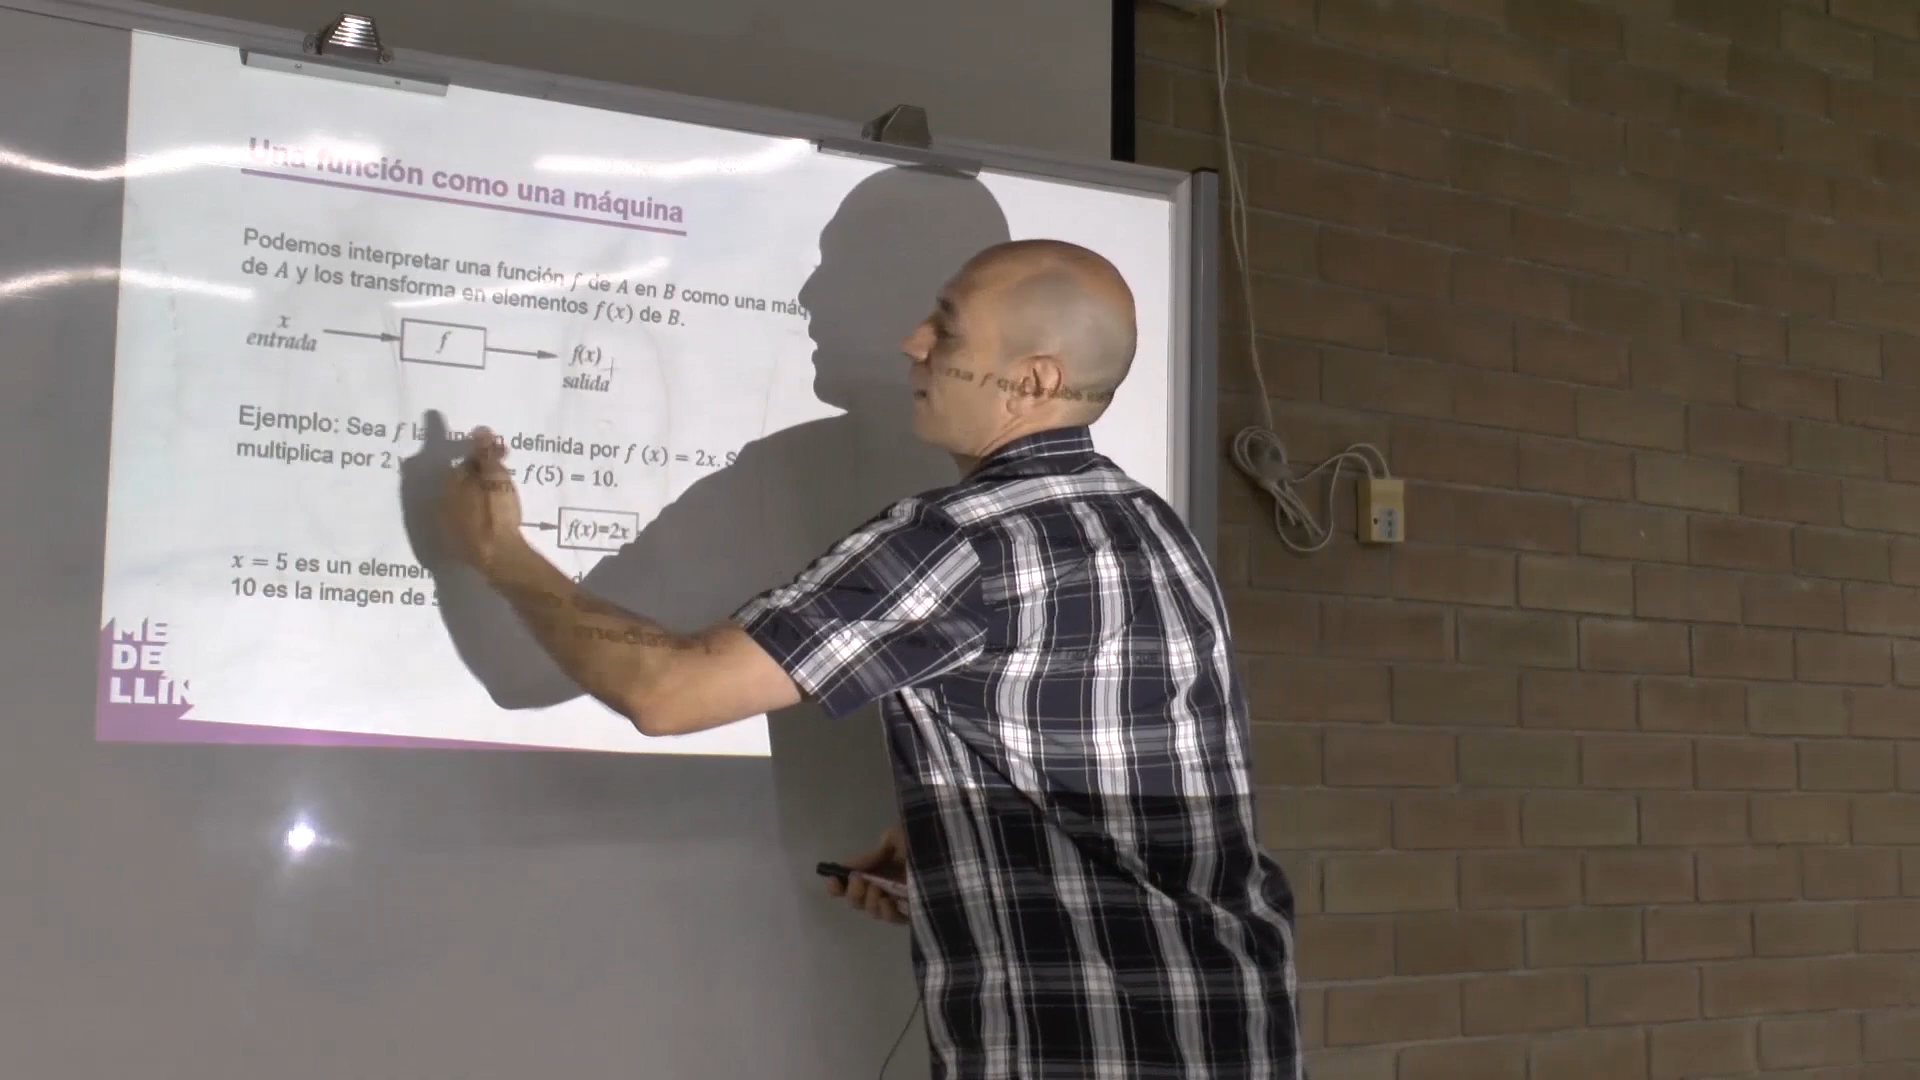 Una función como una máquina
Podemos interpretar una función f de A en B como una máq
de A y los transforma en elementos f(x) de B.
x
entrada
f
f(x)
salida
Ejemplo: Sea f la definida por f (x) = 2x. S
multiplica por 2 = f(5) = 10.
f(x)=2x
x = 5 es un elemen
10 es la imagen de 5
ME
DE
LLÍN